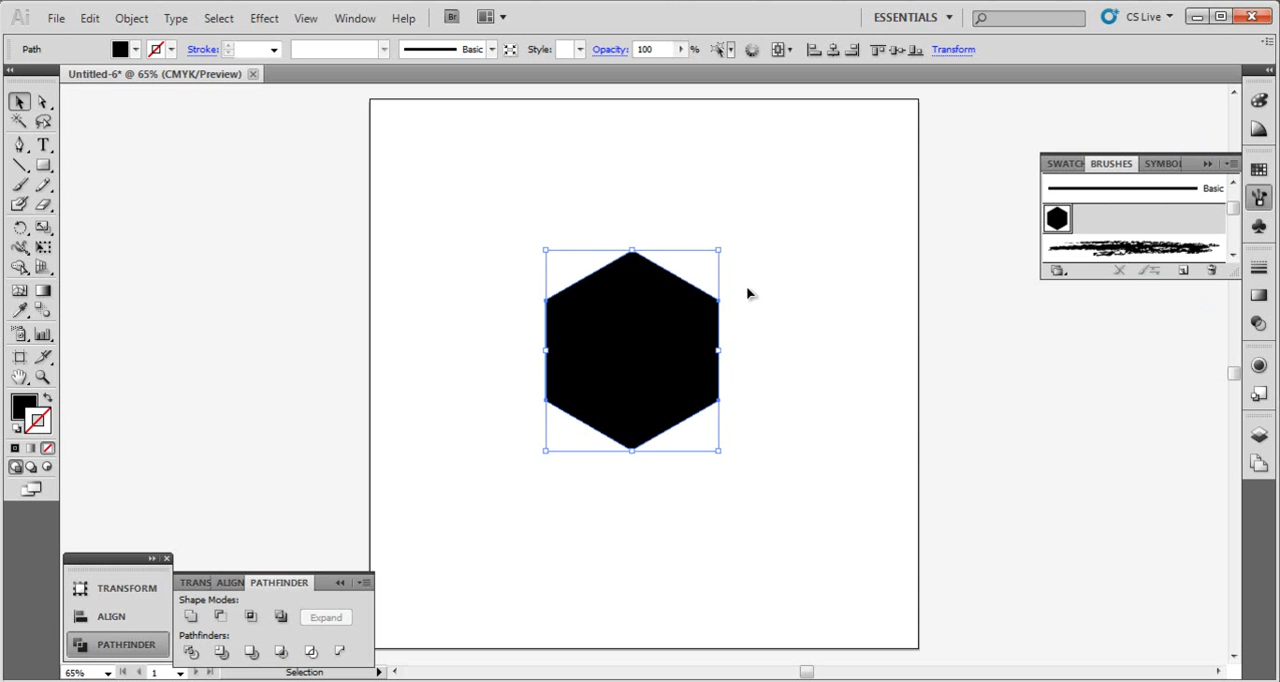 Ai File Edit Object Type Select Effect View Window Help Br ESSENTIALS CS Live
Path Stroke: Basic Style: Opacity: 100 % Transform
Untitled-6* @ 65% (CMYK/Preview)
SWATCH BRUSHES SYMBOL
Basic
TRANSFORM
ALIGN
PATHFINDER
TRANS ALIGN PATHFINDER
Shape Modes:
Expand
Pathfinders:
65% 1 Selection